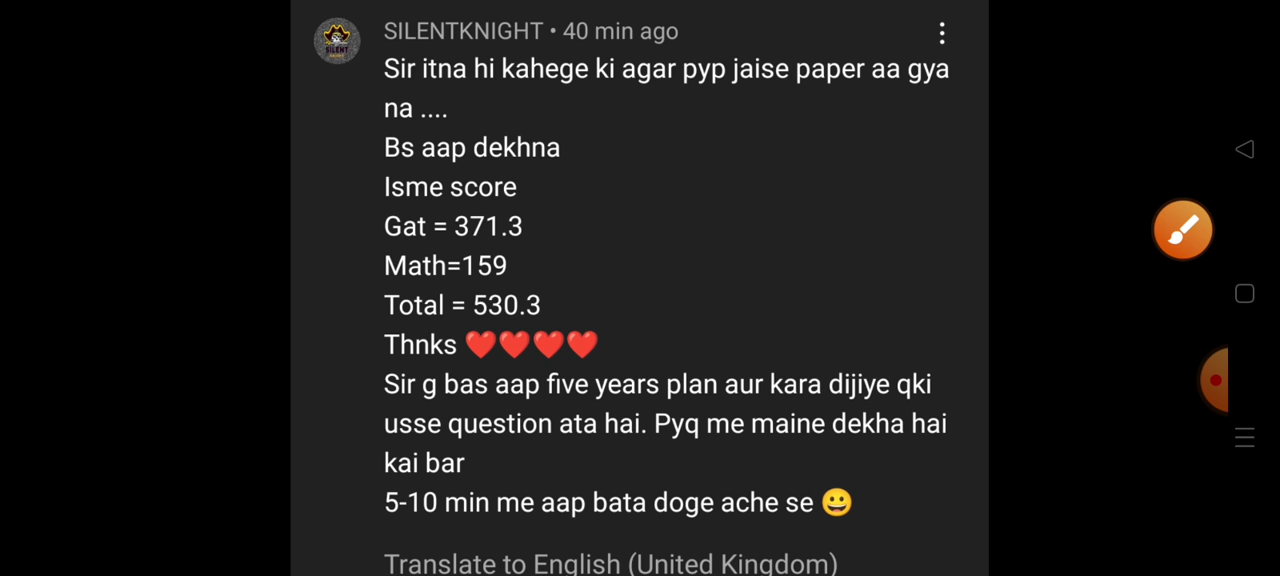 SILENTKNIGHT • 40 min ago
Sir itna hi kahege ki agar pyp jaise paper aa gya
na ....
Bs aap dekhna
Isme score
Gat = 371.3
Math=159
Total = 530.3
Thnks ❤️❤️❤️❤️
Sir g bas aap five years plan aur kara dijiye qki
usse question ata hai. Pyq me maine dekha hai
kai bar
5-10 min me aap bata doge ache se 😀
Translate to English (United Kingdom)